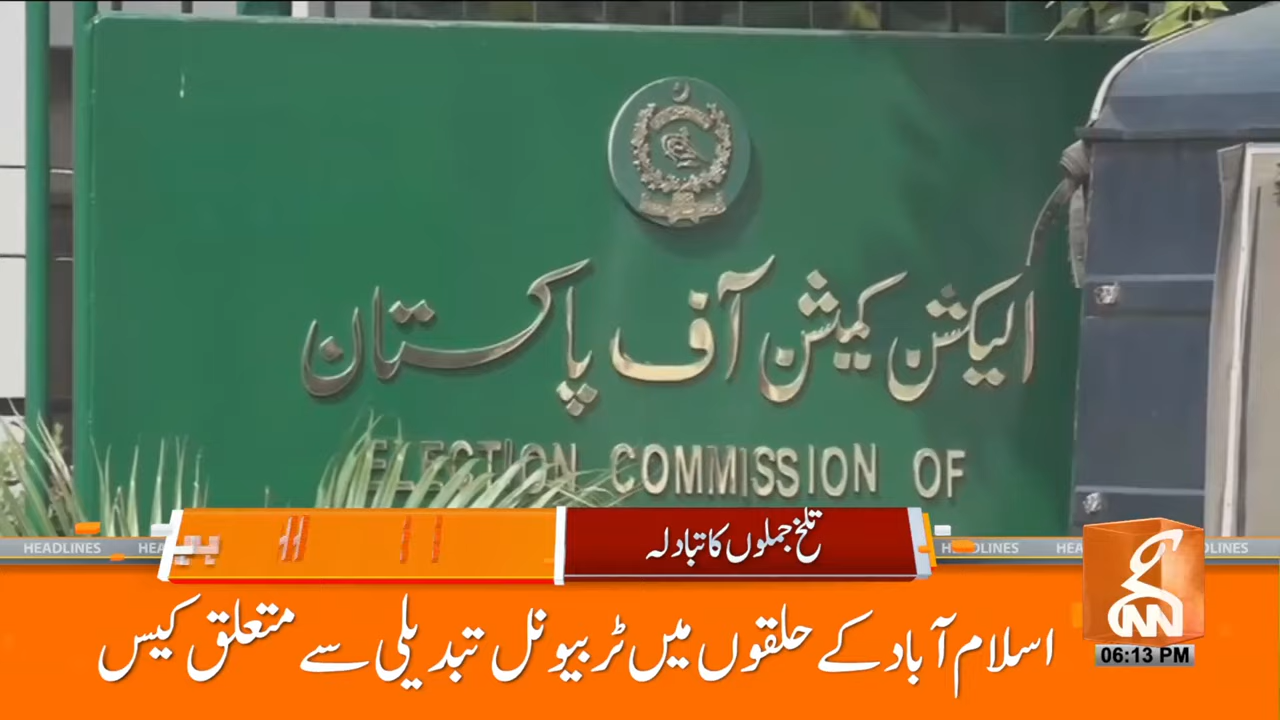 الیکشن کمیشن آف پاکستان
ELECTION COMMISSION OF
تلخ جملوں کا تبادلہ
HEADLINES
اسلام آباد کے حلقوں میں ٹربیونل تبدیلی سے متعلق کیس
GNN
06:13 PM